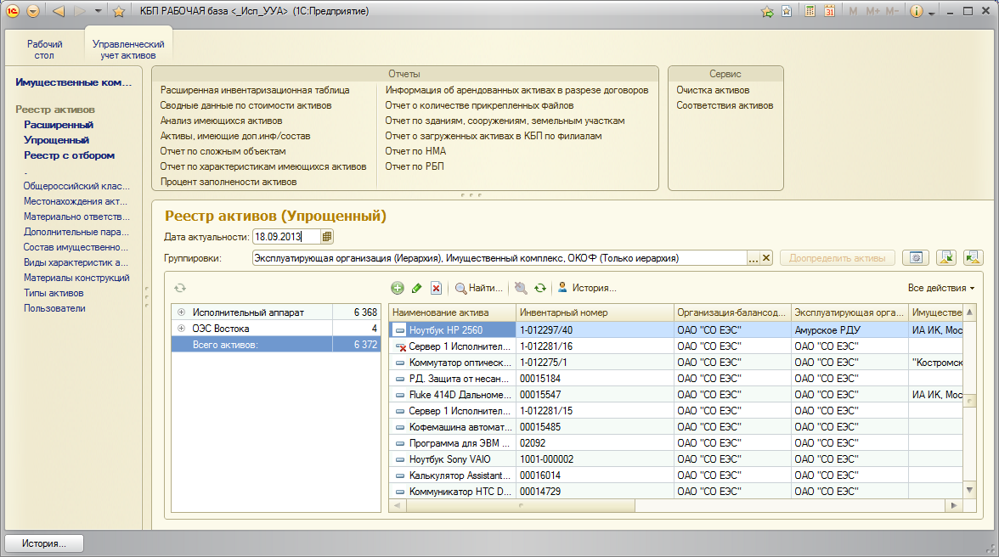 КБП РАБОЧАЯ база <_Исп_УУА> (1С:Предприятие)
M M+ M-
Рабочий стол
Управленческий учет активов
Имущественные ком...
Реестр активов
Расширенный
Упрощенный
Реестр с отбором
-
Общероссийский клас...
Местонахождения акт...
Материально ответств...
Дополнительные пара...
Состав имущественно...
Виды характеристик а...
Материалы конструкций
Типы активов
Пользователи
Отчеты
Расширенная инвентаризационная таблица
Сводные данные по стоимости активов
Анализ имеющихся активов
Активы, имеющие доп.инф/состав
Отчет по сложным объектам
Отчет по характеристикам имеющихся активов
Процент заполнености активов
Информация об арендованных активах в разрезе договоров
Отчет о количестве прикрепленных файлов
Отчет по зданиям, сооружениям, земельным участкам
Отчет о загруженных активах в КБП по филиалам
Отчет по НМА
Отчет по РБП
Сервис
Очистка активов
Соответствия активов
Реестр активов (Упрощенный)
Дата актуальности: 18.09.2013
Группировки: Эксплуатирующая организация (Иерархия), Имущественный комплекс, ОКОФ (Только иерархия) ... Доопределить активы
Найти... История... Все действия
Исполнительный аппарат 6 368
ОЭС Востока 4
Всего активов: 6 372
Наименование актива Инвентарный номер Организация-балансод... Эксплуатирующая орга... Имуществе
Ноутбук HP 2560 1-012297/40 ОАО "СО ЕЭС" Амурское РДУ ИА ИК, Мос
Сервер 1 Исполнител... 1-012281/16 ОАО "СО ЕЭС" ОАО "СО ЕЭС"
Коммутатор оптическ... 1-012275/1 ОАО "СО ЕЭС" ОАО "СО ЕЭС" "Костромск
РД. Защита от несан... 00015184 ОАО "СО ЕЭС" ОАО "СО ЕЭС"
Fluke 414D Дальноме... 00015547 ОАО "СО ЕЭС" ОАО "СО ЕЭС" ИА ИК, Мос
Сервер 1 Исполнител... 1-012281/15 ОАО "СО ЕЭС" ОАО "СО ЕЭС"
Кофемашина автомат... 00015485 ОАО "СО ЕЭС" ОАО "СО ЕЭС"
Программа для ЭВМ ... 02092 ОАО "СО ЕЭС" ОАО "СО ЕЭС"
Ноутбук Sony VAIO 1001-000002 ОАО "СО ЕЭС" ОАО "СО ЕЭС"
Калькулятор Assistant... 00016014 ОАО "СО ЕЭС" ОАО "СО ЕЭС"
Коммуникатор HTC D... 00014729 ОАО "СО ЕЭС" ОАО "СО ЕЭС"
История...